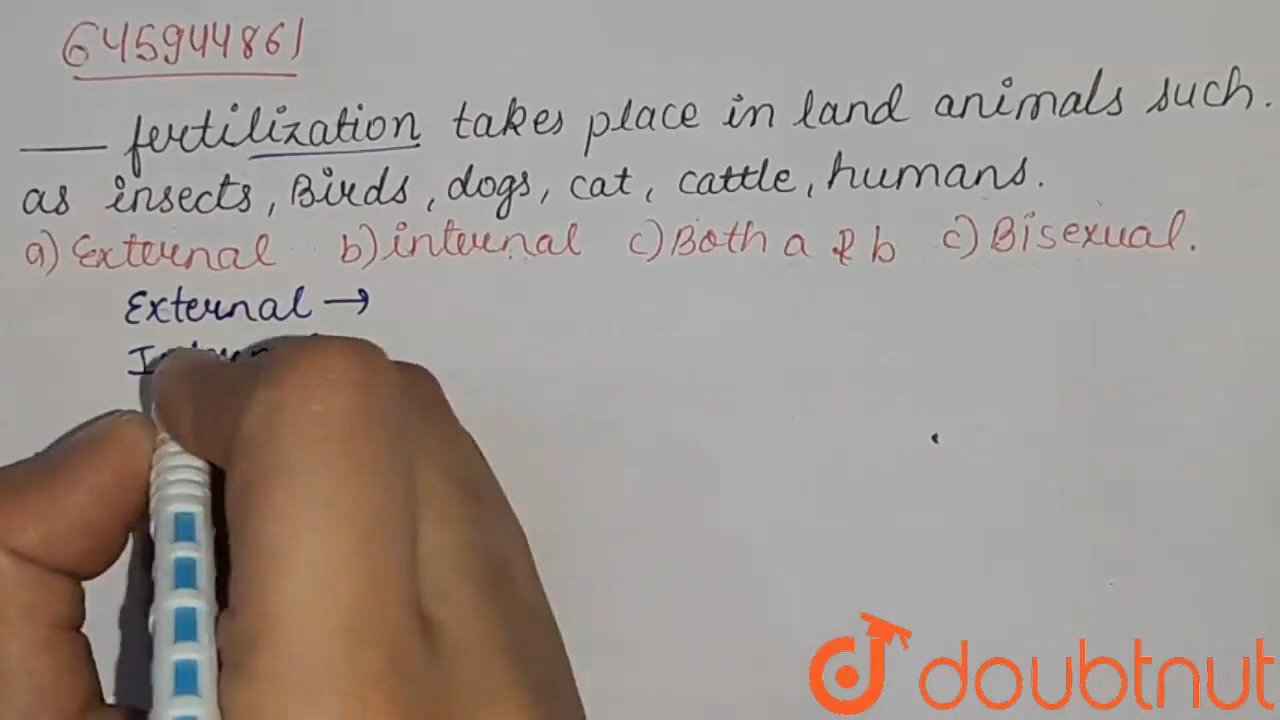 645944861
___ fertilization takes place in land animals such.
as insects, Birds, dogs, cat, cattle, humans.
a) External b) internal c) Both a & b c) Bisexual.
External →
doubtnut